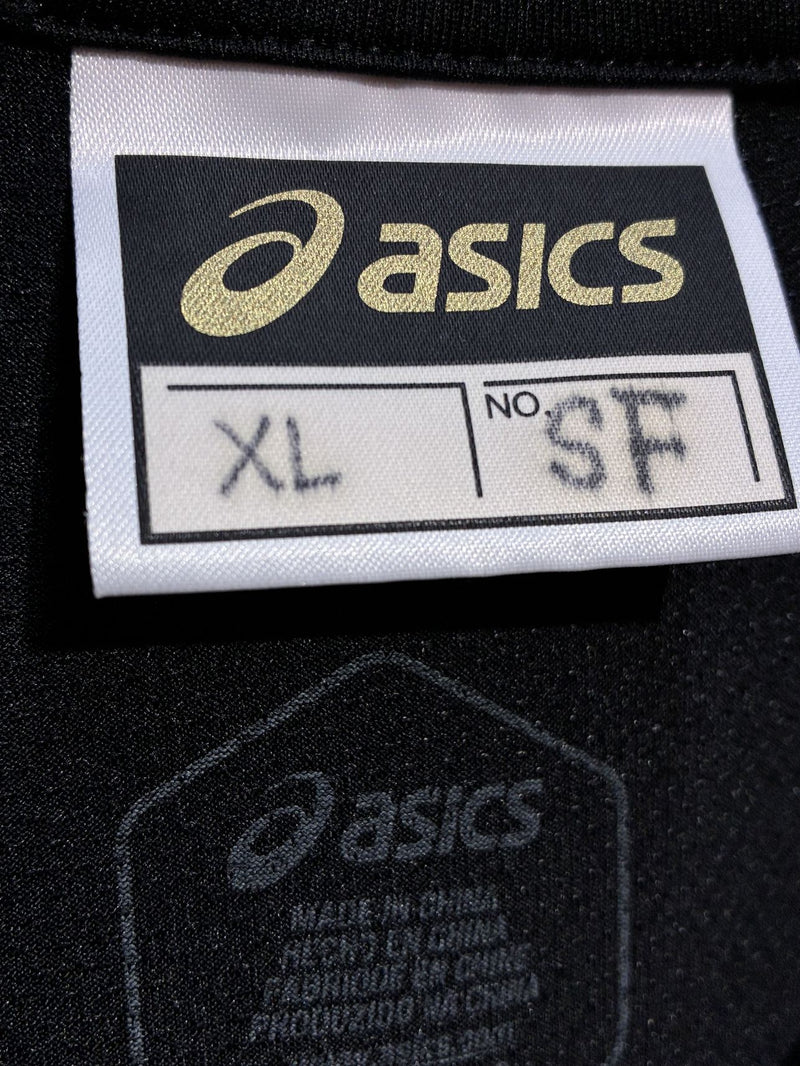 asics
XL NO. SF
asics
MADE IN CHINA
HECHO EN CHINA
FABRIQUÉ EN CHINE
PRODUZIDO NA CHINA